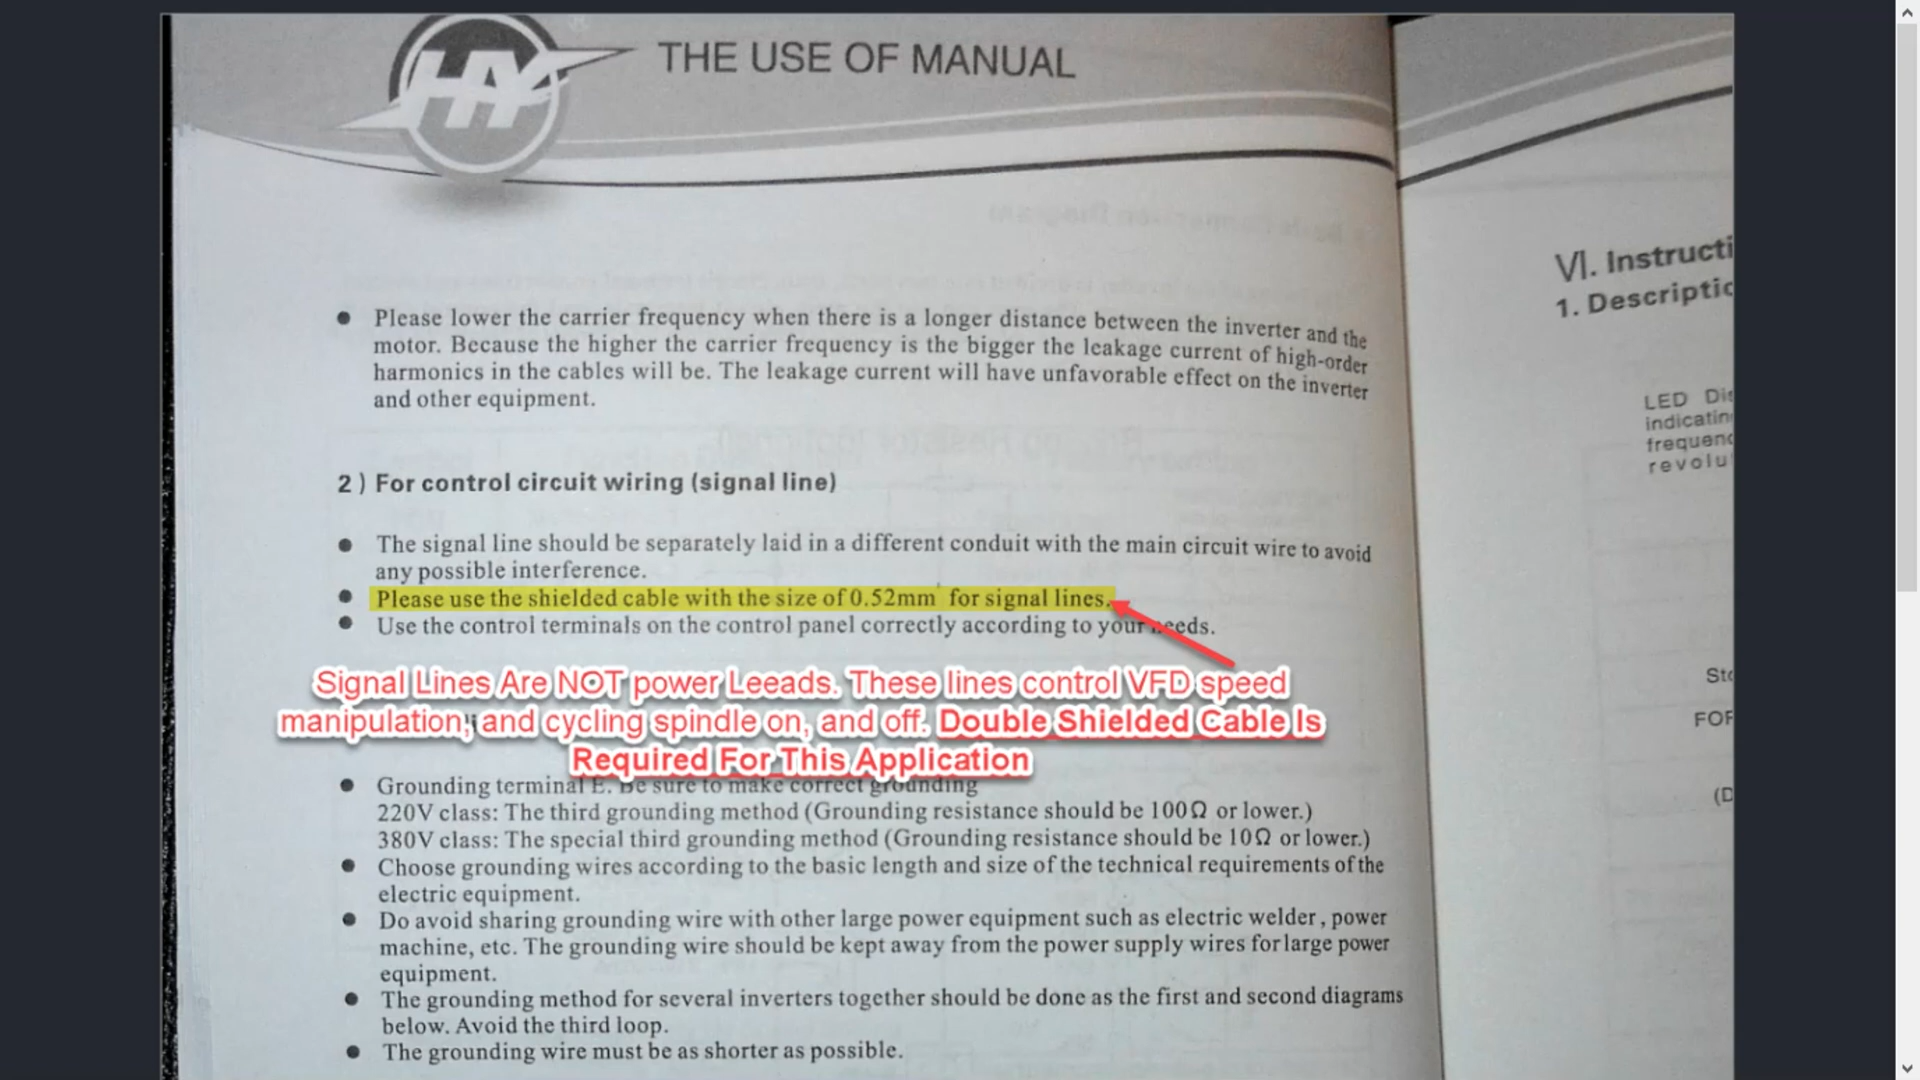 HY
THE USE OF MANUAL
Please lower the carrier frequency when there is a longer distance between the inverter and the
motor. Because the higher the carrier frequency is the bigger the leakage current of high-order
harmonics in the cables will be. The leakage current will have unfavorable effect on the inverter
and other equipment.
2 ) For control circuit wiring (signal line)
The signal line should be separately laid in a different conduit with the main circuit wire to avoid
any possible interference.
Please use the shielded cable with the size of 0.52mm for signal lines.
Use the control terminals on the control panel correctly according to your needs.
Signal Lines Are NOT power Leeads. These lines control VFD speed
manipulation, and cycling spindle on, and off. Double Shielded Cable Is
Required For This Application
Grounding terminal E. Be sure to make correct grounding
220V class: The third grounding method (Grounding resistance should be 100Ω or lower.)
380V class: The special third grounding method (Grounding resistance should be 10Ω or lower.)
Choose grounding wires according to the basic length and size of the technical requirements of the
electric equipment.
Do avoid sharing grounding wire with other large power equipment such as electric welder, power
machine, etc. The grounding wire should be kept away from the power supply wires for large power
equipment.
The grounding method for several inverters together should be done as the first and second diagrams
below. Avoid the third loop.
The grounding wire must be as shorter as possible.
VI. Instructi
1. Descriptic
LED Dis
indicatin
frequenc
revolu
Sto
FOR
(D